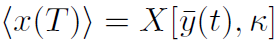 ⟨x(T)⟩ = X[ȳ(t), κ]